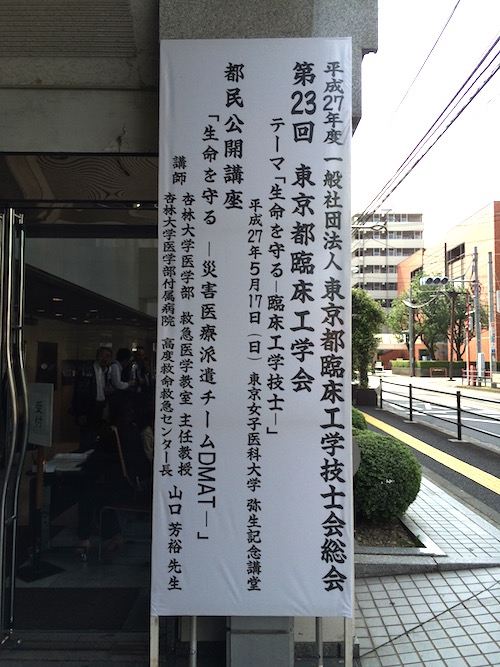 平成27年度 一般社団法人 東京都臨床工学技士会総会
第23回 東京都臨床工学会
テーマ「生命を守る―臨床工学技士―」
平成27年5月17日（日） 東京女子医科大学 弥生記念講堂
都民公開講座
「生命を守る ―災害医療派遣チームDMAT―」
講師 杏林大学医学部 救急医学教室 主任教授
杏林大学医学部付属病院 高度救命救急センター長
山口 芳裕 先生
受付